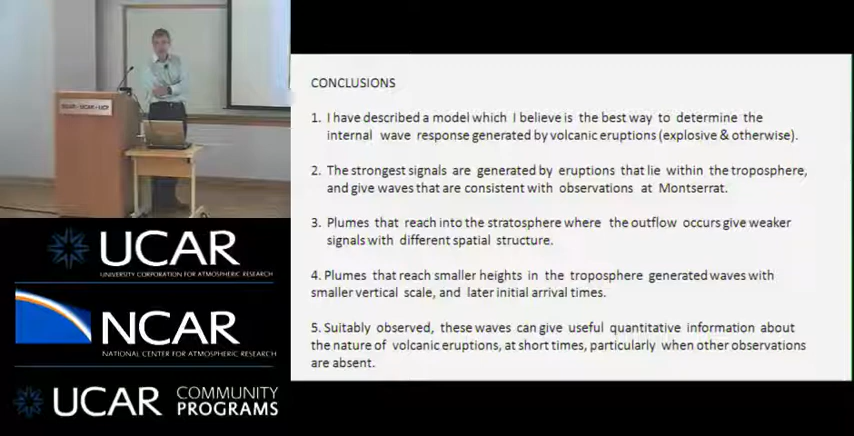 CONCLUSIONS
1. I have described a model which I believe is the best way to determine the
internal wave response generated by volcanic eruptions (explosive & otherwise).
2. The strongest signals are generated by eruptions that lie within the troposphere,
and give waves that are consistent with observations at Montserrat.
3. Plumes that reach into the stratosphere where the outflow occurs give weaker
signals with different spatial structure.
4. Plumes that reach smaller heights in the troposphere generated waves with
smaller vertical scale, and later initial arrival times.
5. Suitably observed, these waves can give useful quantitative information about
the nature of volcanic eruptions, at short times, particularly when other observations
are absent.
UCAR
UNIVERSITY CORPORATION FOR ATMOSPHERIC RESEARCH
NCAR
NATIONAL CENTER FOR ATMOSPHERIC RESEARCH
UCAR COMMUNITY
PROGRAMS